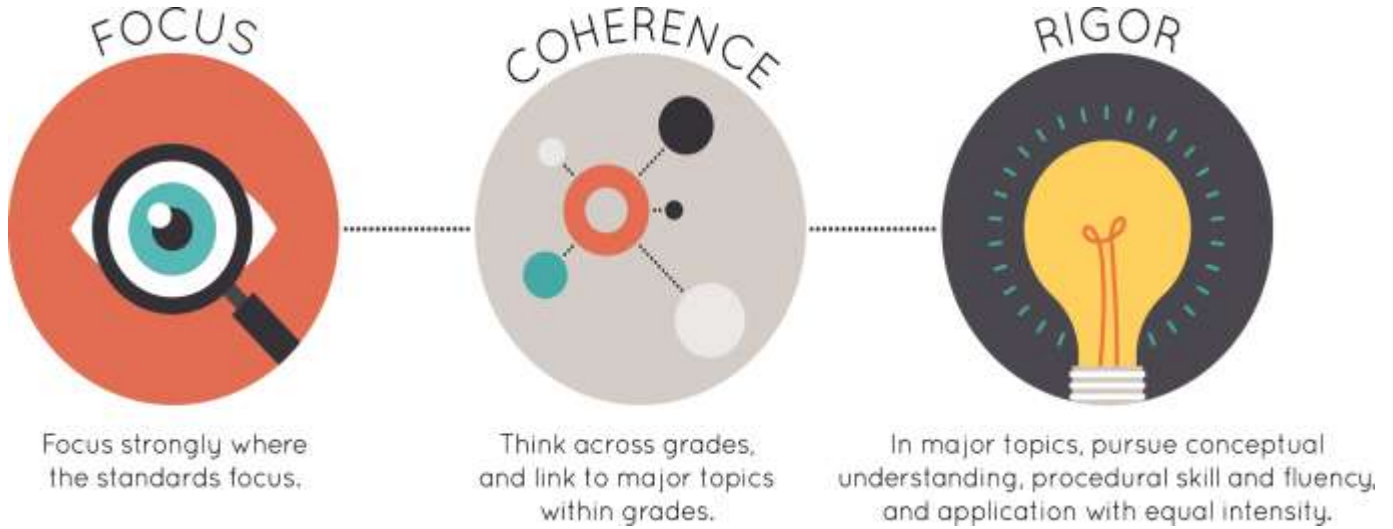 FOCUS
Focus strongly where
the standards focus.
COHERENCE
Think across grades,
and link to major topics
within grades.
RIGOR
In major topics, pursue conceptual
understanding, procedural skill and fluency,
and application with equal intensity.